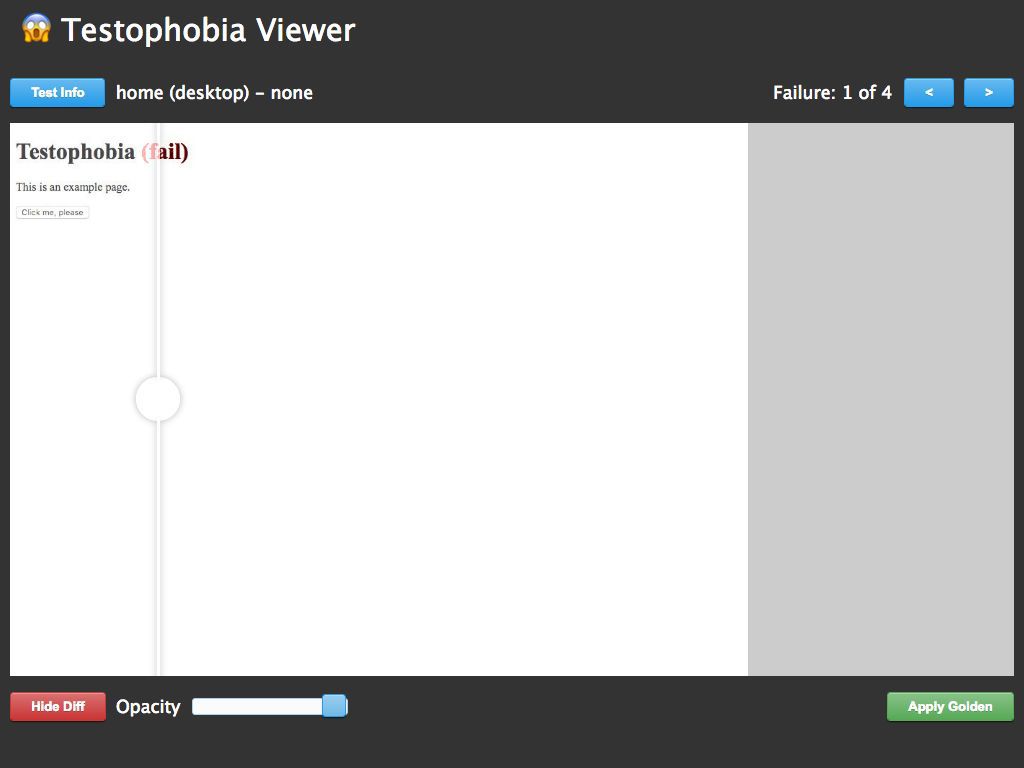 😱 Testophobia Viewer
Test Info home (desktop) – none Failure: 1 of 4 < >
Testophobia (fail)
This is an example page.
Click me, please
Hide Diff Opacity Apply Golden